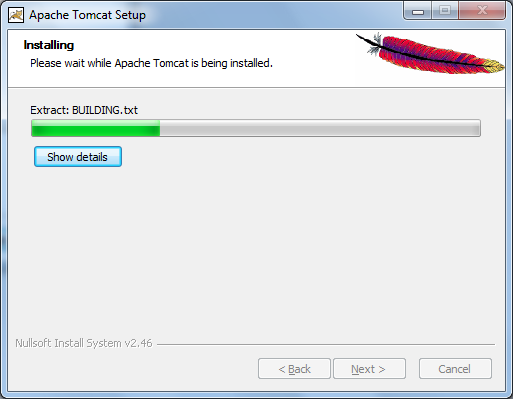 Apache Tomcat Setup
Installing
Please wait while Apache Tomcat is being installed.
Extract: BUILDING.txt
Show details
Nullsoft Install System v2.46
< Back
Next >
Cancel